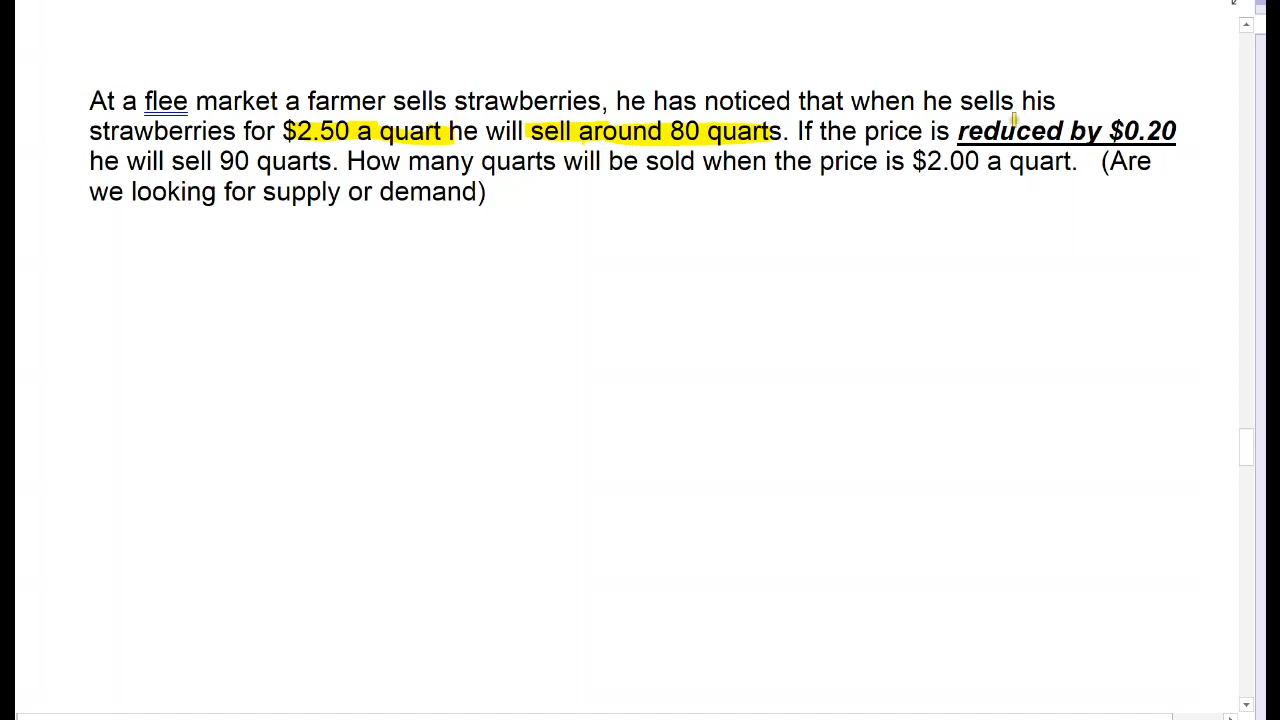 At a flee market a farmer sells strawberries, he has noticed that when he sells his
strawberries for $2.50 a quart he will sell around 80 quarts. If the price is reduced by $0.20
he will sell 90 quarts. How many quarts will be sold when the price is $2.00 a quart. (Are
we looking for supply or demand)